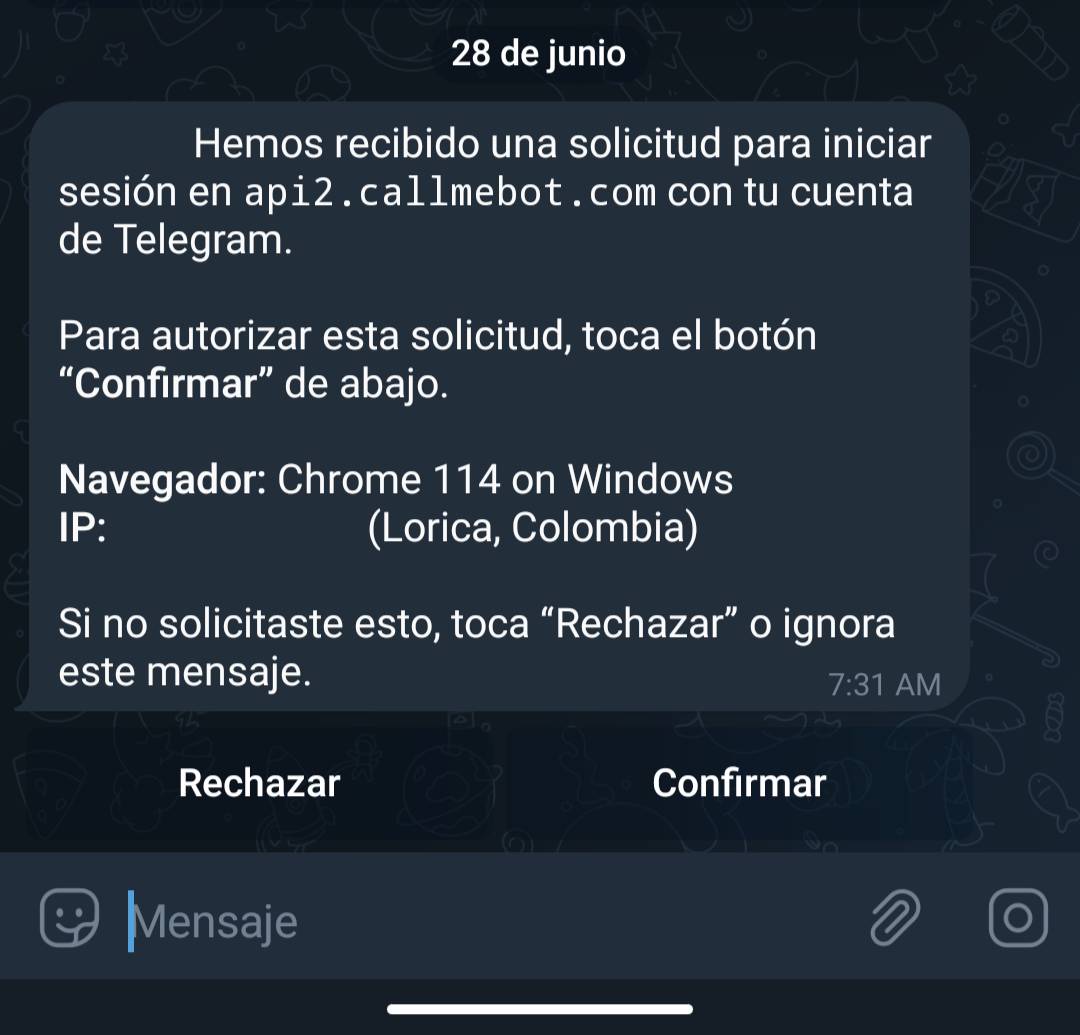 28 de junio
Hemos recibido una solicitud para iniciar
sesión en api2.callmebot.com con tu cuenta
de Telegram.
Para autorizar esta solicitud, toca el botón
“Confirmar” de abajo.
Navegador: Chrome 114 on Windows
IP: (Lorica, Colombia)
Si no solicitaste esto, toca “Rechazar” o ignora
este mensaje.
7:31 AM
Rechazar Confirmar
Mensaje